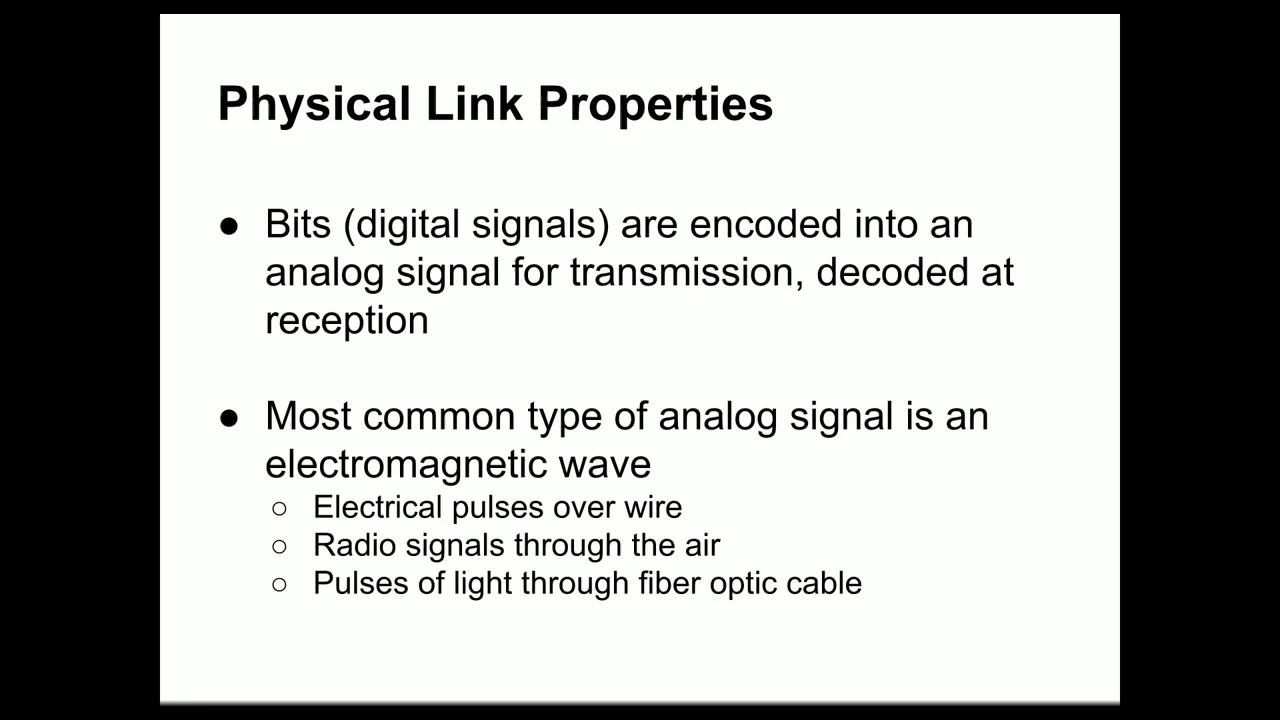 Physical Link Properties
● Bits (digital signals) are encoded into an
analog signal for transmission, decoded at
reception
● Most common type of analog signal is an
electromagnetic wave
○ Electrical pulses over wire
○ Radio signals through the air
○ Pulses of light through fiber optic cable